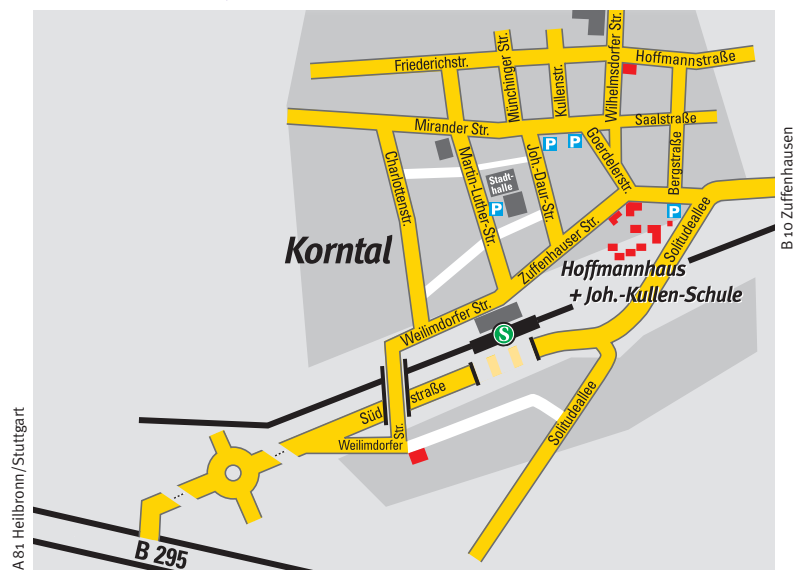 Friederichstr.
Münchinger Str.
Kullenstr.
Wilhelmsdorfer Str.
Hoffmannstraße
Mirander Str.
Saalstraße
Charlottenstr.
Martin-Luther-Str.
Stadt-
halle
P
P
P
Joh.-Daur-Str.
Goerdelerstr.
Bergstraße
P
Solitudeallee
Zuffenhauser Str.
B 10 Zuffenhausen
Korntal
Hoffmannhaus
+ Joh.-Kullen-Schule
Weilimdorfer Str.
S
Südstraße
Weilimdorfer
Str.
Solitudeallee
A 81 Heilbronn/Stuttgart
B 295